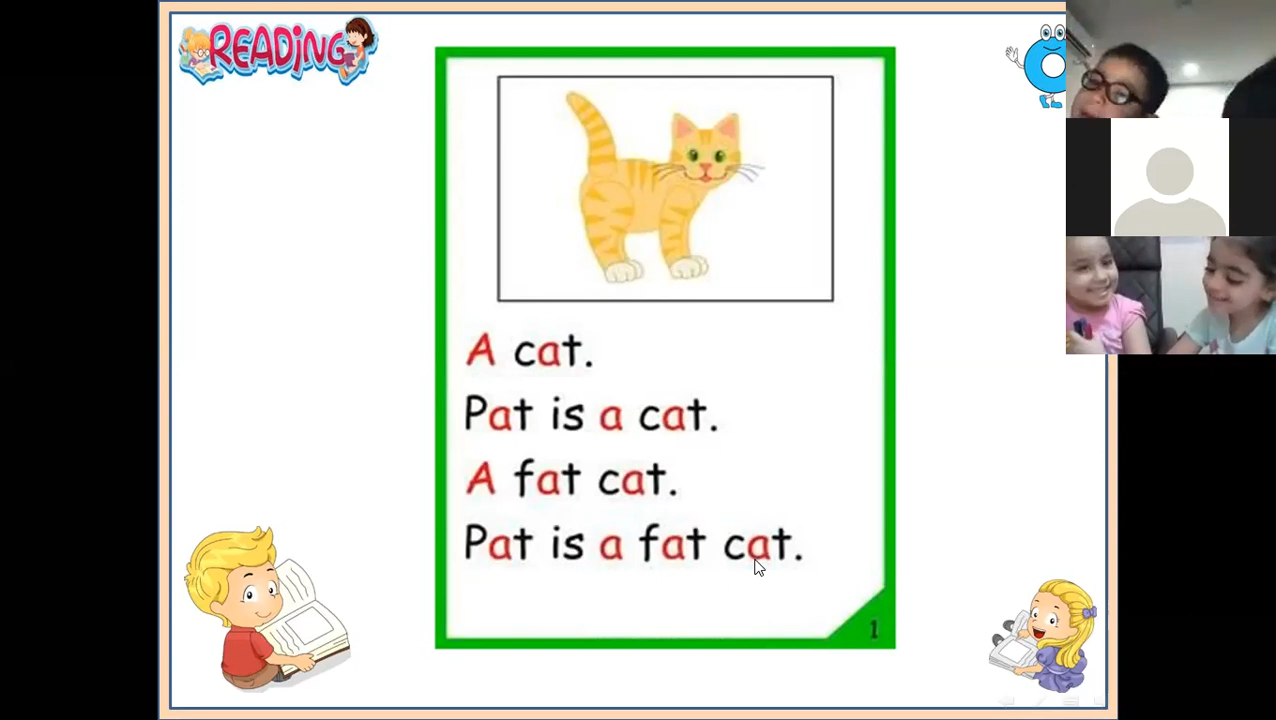 READING
A cat.
Pat is a cat.
A fat cat.
Pat is a fat cat.
1